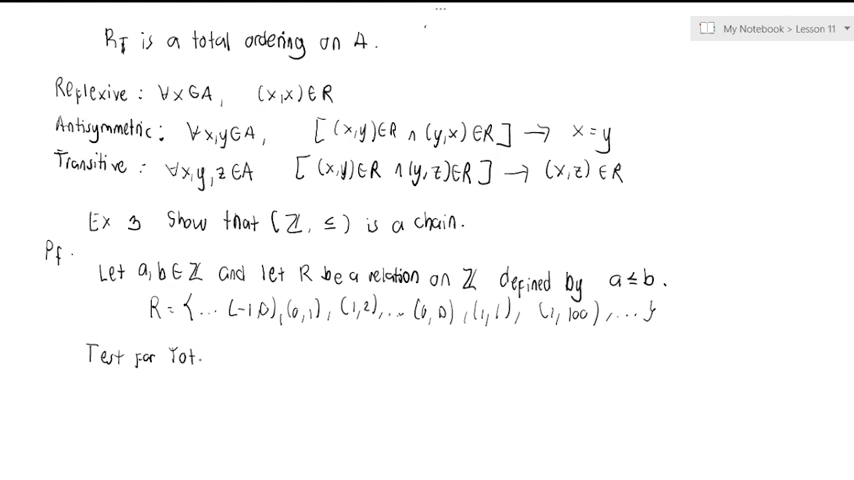 My Notebook > Lesson 11
R_T is a total ordering on A.
Reflexive: ∀x∈A, (x,x)∈R
Antisymmetric: ∀x,y∈A, [(x,y)∈R ∧ (y,x)∈R] → x=y
Transitive: ∀x,y,z∈A [(x,y)∈R ∧ (y,z)∈R] → (x,z)∈R
Ex 3 Show that (ℤ, ≤) is a chain.
Pf.
Let a,b∈ℤ and let R be a relation on ℤ defined by a≤b.
R = {... (-1,0), (0,1), (1,2), ... (0,0), (1,1), (1,100), ...}
Test for Tot.